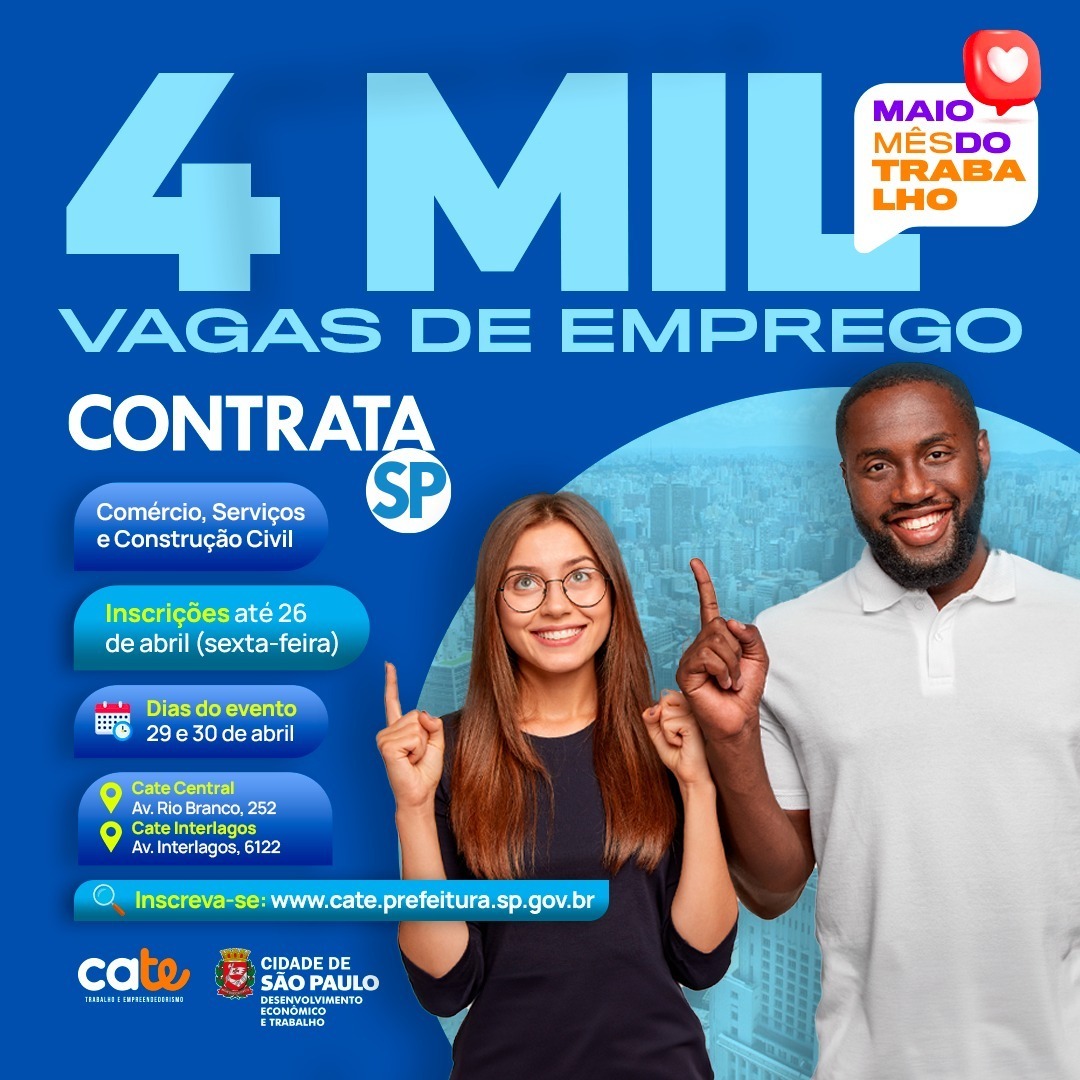 4 MIL
MAIO
MÊS DO
TRABA
LHO
VAGAS DE EMPREGO
CONTRATA
SP
Comércio, Serviços
e Construção Civil
Inscrições até 26
de abril (sexta-feira)
Dias do evento
29 e 30 de abril
Cate Central
Av. Rio Branco, 252
Cate Interlagos
Av. Interlagos, 6122
Inscreva-se: www.cate.prefeitura.sp.gov.br
cate
TRABALHO E EMPREENDEDORISMO
CIDADE DE
SÃO PAULO
DESENVOLVIMENTO
ECONÔMICO
E TRABALHO